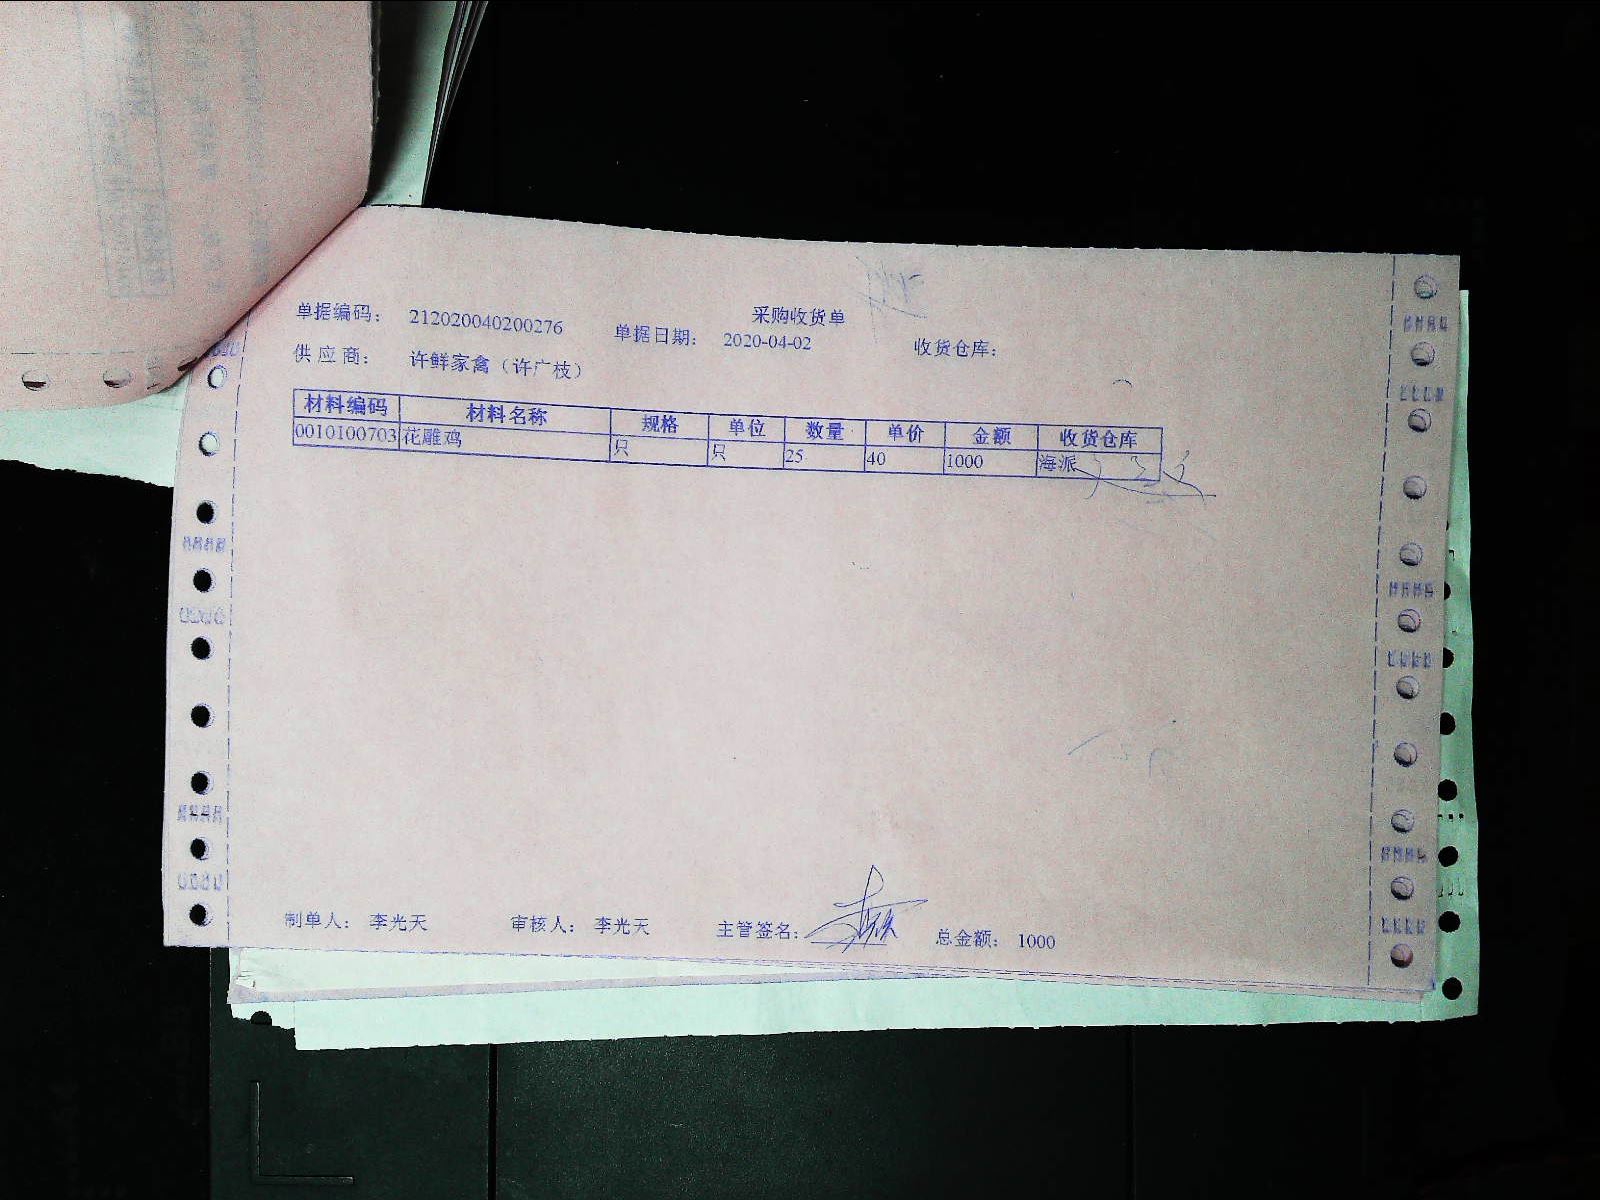 采购收货单
单据编码： 212020040200276 单据日期： 2020-04-02 收货仓库：
供 应 商： 许鲜家禽（许广枝）
材料编码 材料名称 规格 单位 数量 单价 金额 收货仓库
0010100703 花雕鸡 只 只 25 40 1000 海派
制单人： 李光天 审核人： 李光天 主管签名： 总金额： 1000